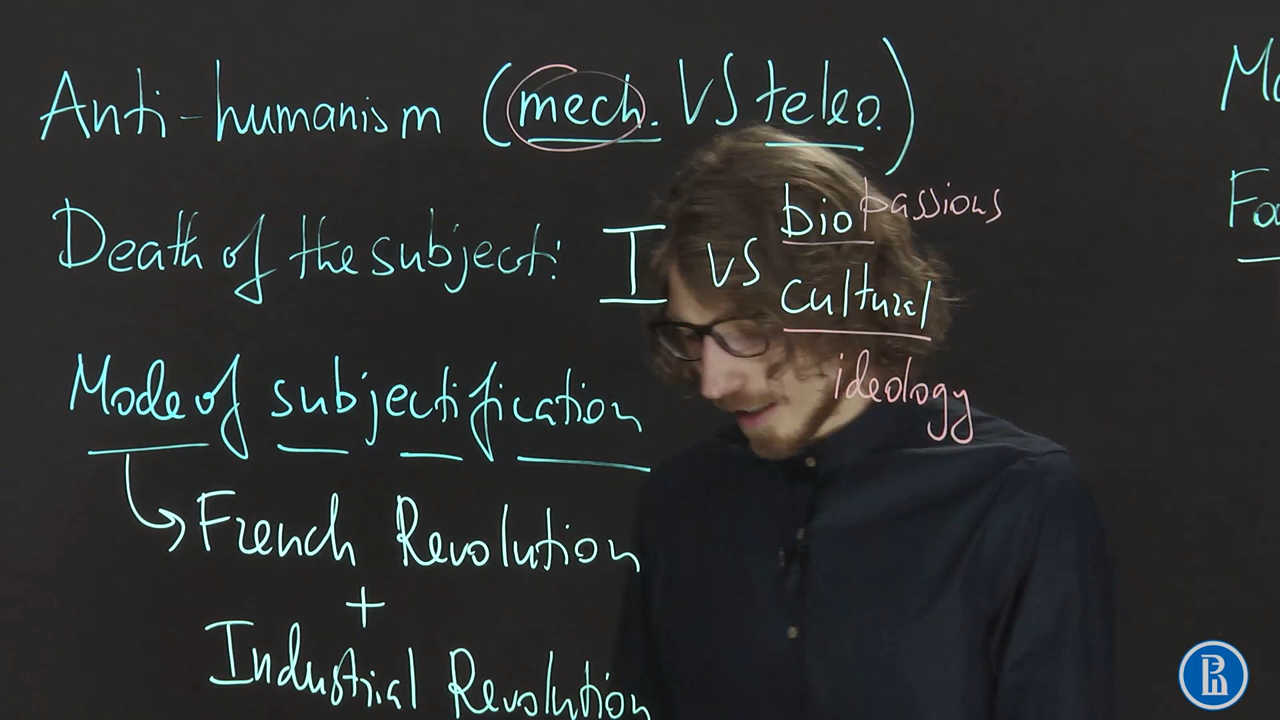 Anti-humanism (mech. VS teleo.)
Death of the subject: I VS bio passions
cultural
ideology
Mode of subjectification
French Revolution
+
Industrial Revolution